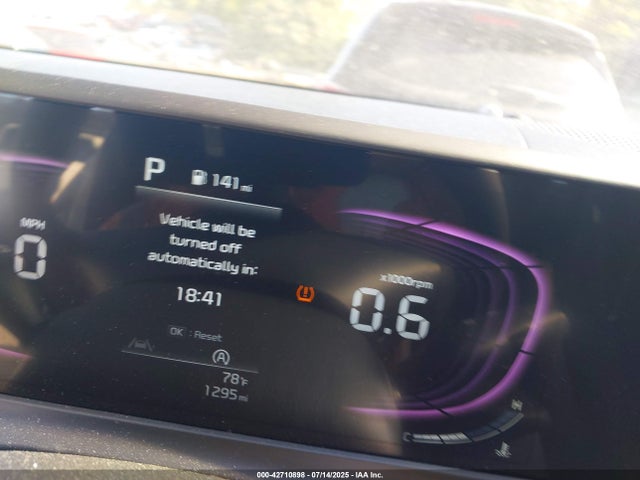 P 141 mi
MPH
0
Vehicle will be
turned off
automatically in:
18:41
x1000rpm
0.6
OK : Reset
A
78°F
1295 mi
H
C
000-42710898 - 07/14/2025 - IAA Inc.